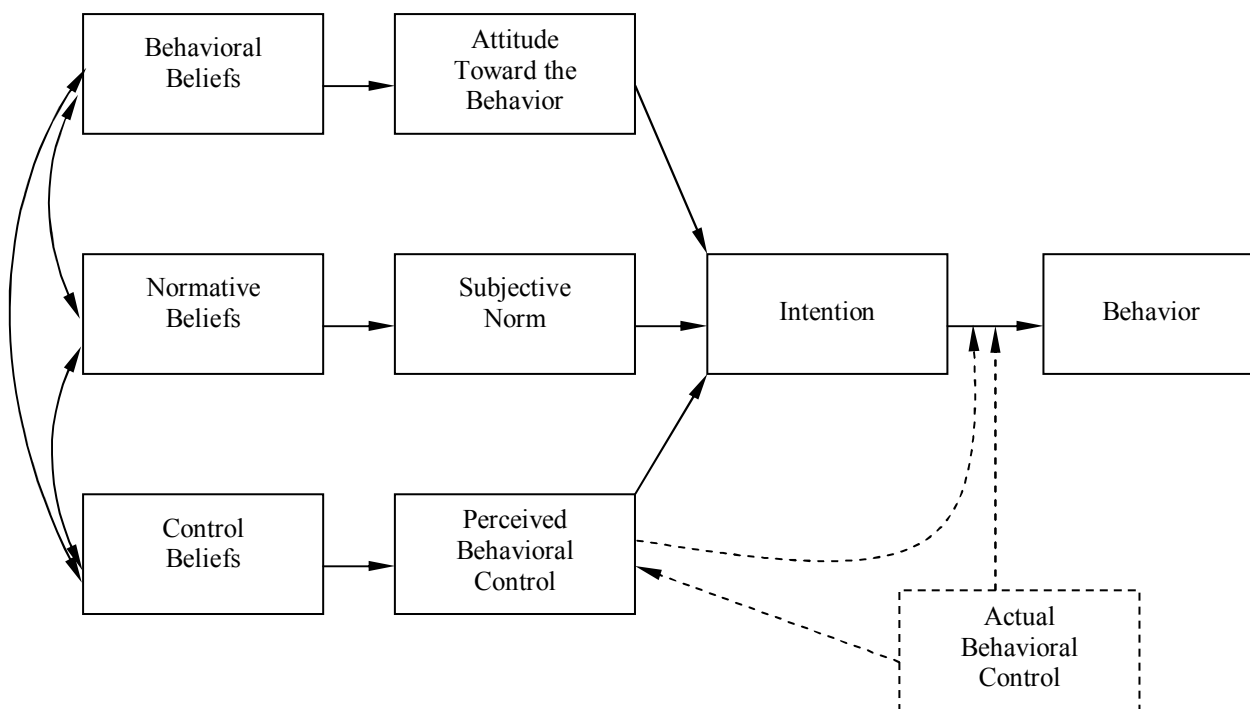 Behavioral
Beliefs
Attitude
Toward the
Behavior
Normative
Beliefs
Subjective
Norm
Intention
Behavior
Control
Beliefs
Perceived
Behavioral
Control
Actual
Behavioral
Control